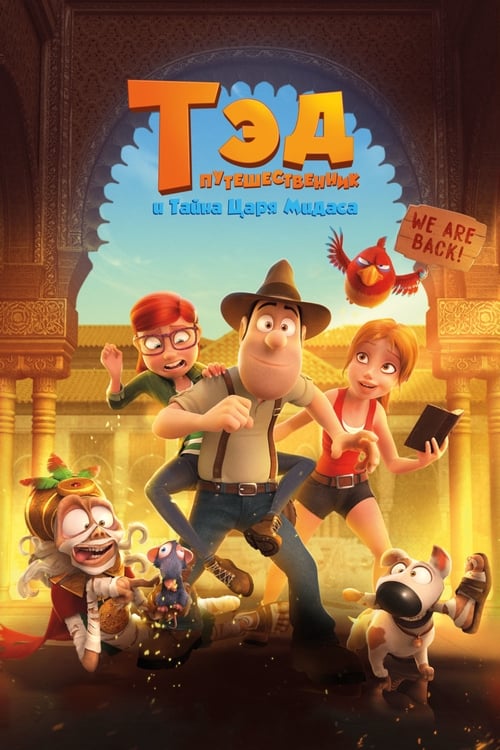 Тэд
путешественник
и Тайна Царя Мидаса
WE ARE
BACK!